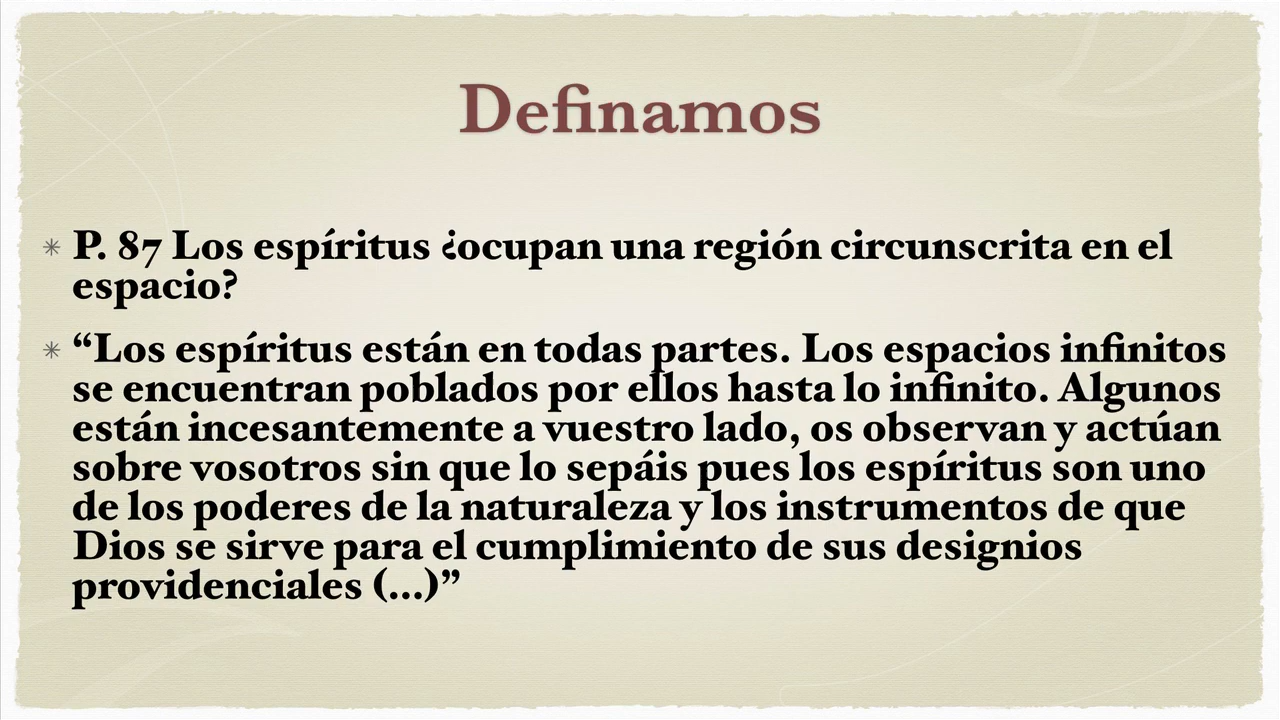 Definamos
P. 87 Los espíritus ¿ocupan una región circunscrita en el
espacio?
“Los espíritus están en todas partes. Los espacios infinitos
se encuentran poblados por ellos hasta lo infinito. Algunos
están incesantemente a vuestro lado, os observan y actúan
sobre vosotros sin que lo sepáis pues los espíritus son uno
de los poderes de la naturaleza y los instrumentos de que
Dios se sirve para el cumplimiento de sus designios
providenciales (...)”